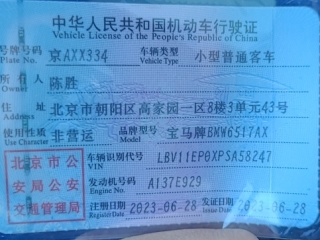 中华人民共和国机动车行驶证
Vehicle License of the People's Republic of China
号牌号码 京AXX334 车辆类型 小型普通客车
Plate No. Vehicle Type
所有人 陈胜
Owner
住址 北京市朝阳区高家园一区8楼3单元43号
Address
使用性质 非营运 品牌型号 宝马牌BMW6517AX
Use Character Model
北京市公 车辆识别代号 LBV11EP0XPSA58247
VIN
安局公安 发动机号码 A137E929
Engine No.
交通管理局 注册日期 2023-06-28 发证日期 2023-06-28
Register Date Issue Date